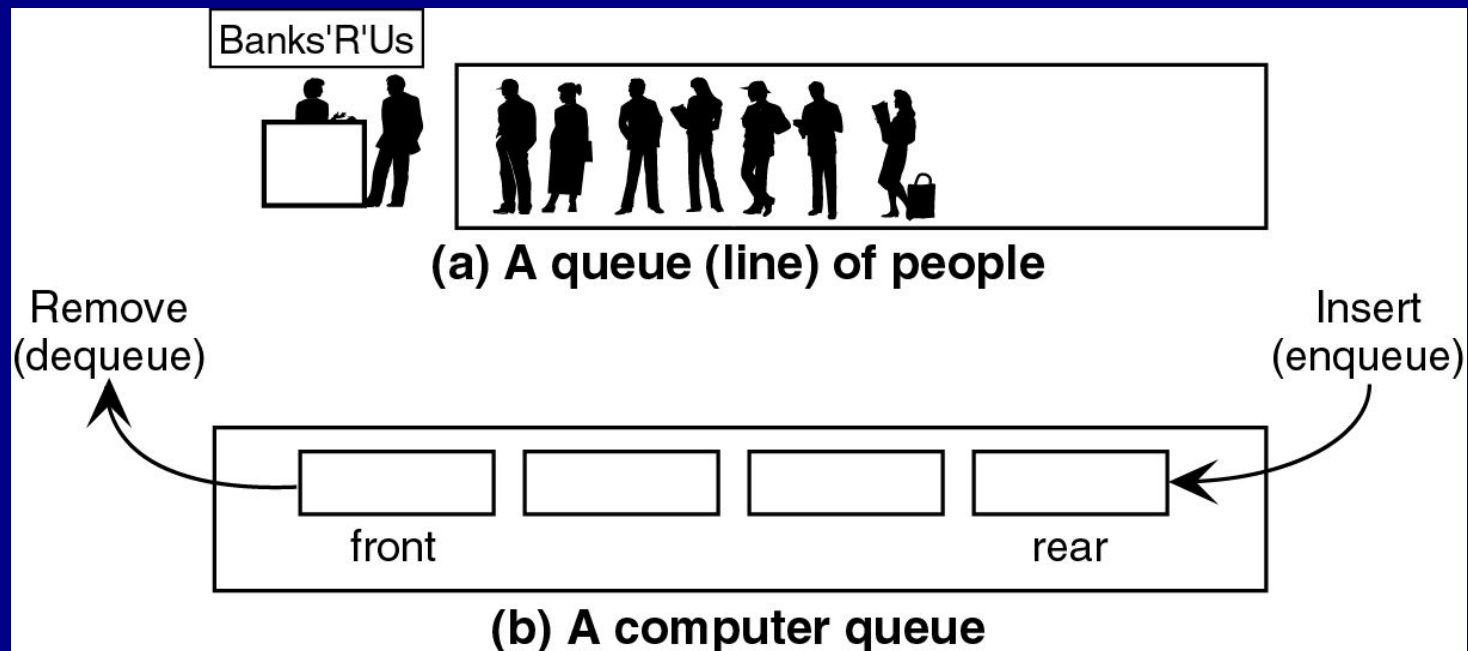 Banks'R'Us
(a) A queue (line) of people
Remove
(dequeue)
Insert
(enqueue)
front
rear
(b) A computer queue